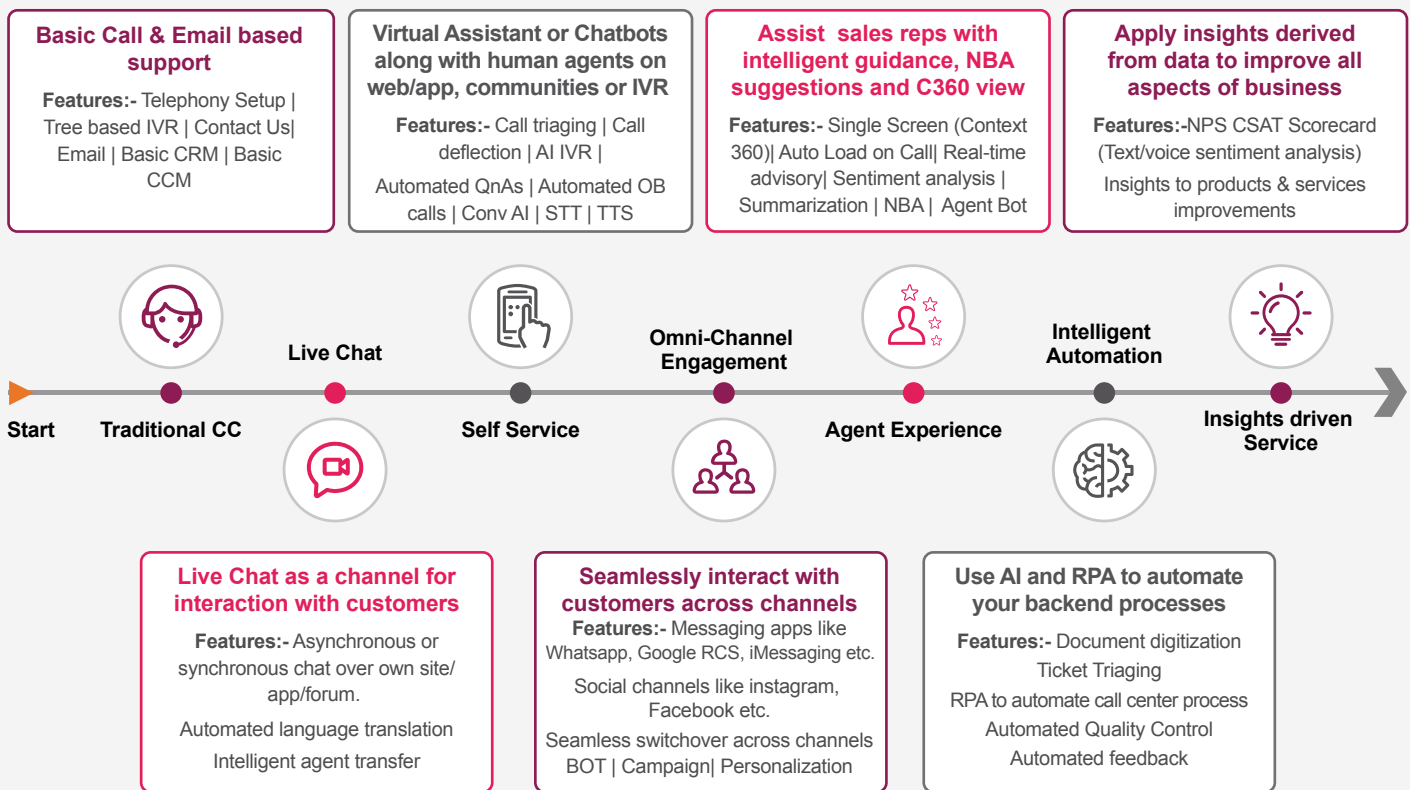 Basic Call & Email based
support
Features:- Telephony Setup |
Tree based IVR | Contact Us|
Email | Basic CRM | Basic
CCM
Virtual Assistant or Chatbots
along with human agents on
web/app, communities or IVR
Features:- Call triaging | Call
deflection | AI IVR |
Automated QnAs | Automated OB
calls | Conv AI | STT | TTS
Assist sales reps with
intelligent guidance, NBA
suggestions and C360 view
Features:- Single Screen (Context
360)| Auto Load on Call| Real-time
advisory| Sentiment analysis |
Summarization | NBA | Agent Bot
Apply insights derived
from data to improve all
aspects of business
Features:-NPS CSAT Scorecard
(Text/voice sentiment analysis)
Insights to products & services
improvements
Start
Traditional CC
Live Chat
Self Service
Omni-Channel
Engagement
Agent Experience
Intelligent
Automation
Insights driven
Service
Live Chat as a channel for
interaction with customers
Features:- Asynchronous or
synchronous chat over own site/
app/forum.
Automated language translation
Intelligent agent transfer
Seamlessly interact with
customers across channels
Features:- Messaging apps like
Whatsapp, Google RCS, iMessaging etc.
Social channels like instagram,
Facebook etc.
Seamless switchover across channels
BOT | Campaign| Personalization
Use AI and RPA to automate
your backend processes
Features:- Document digitization
Ticket Triaging
RPA to automate call center process
Automated Quality Control
Automated feedback